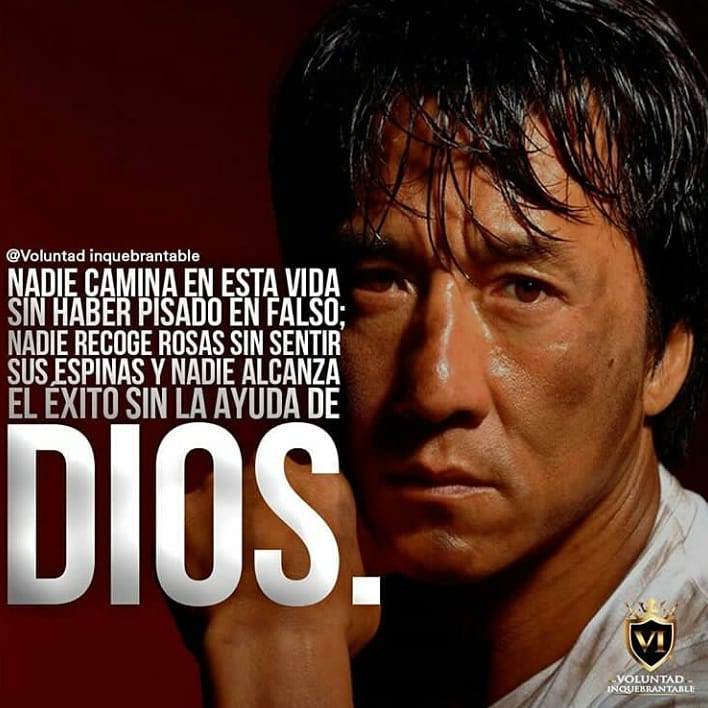 @Voluntad inquebrantable
NADIE CAMINA EN ESTA VIDA
SIN HABER PISADO EN FALSO;
NADIE RECOGE ROSAS SIN SENTIR
SUS ESPINAS Y NADIE ALCANZA
EL ÉXITO SIN LA AYUDA DE
DIOS.
VI
VOLUNTAD
INQUEBRANTABLE